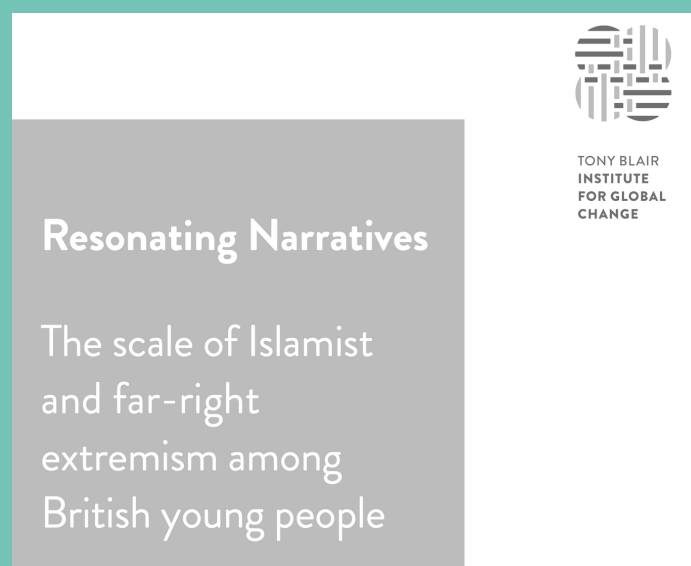 TONY BLAIR
INSTITUTE
FOR GLOBAL
CHANGE
Resonating Narratives
The scale of Islamist
and far-right
extremism among
British young people